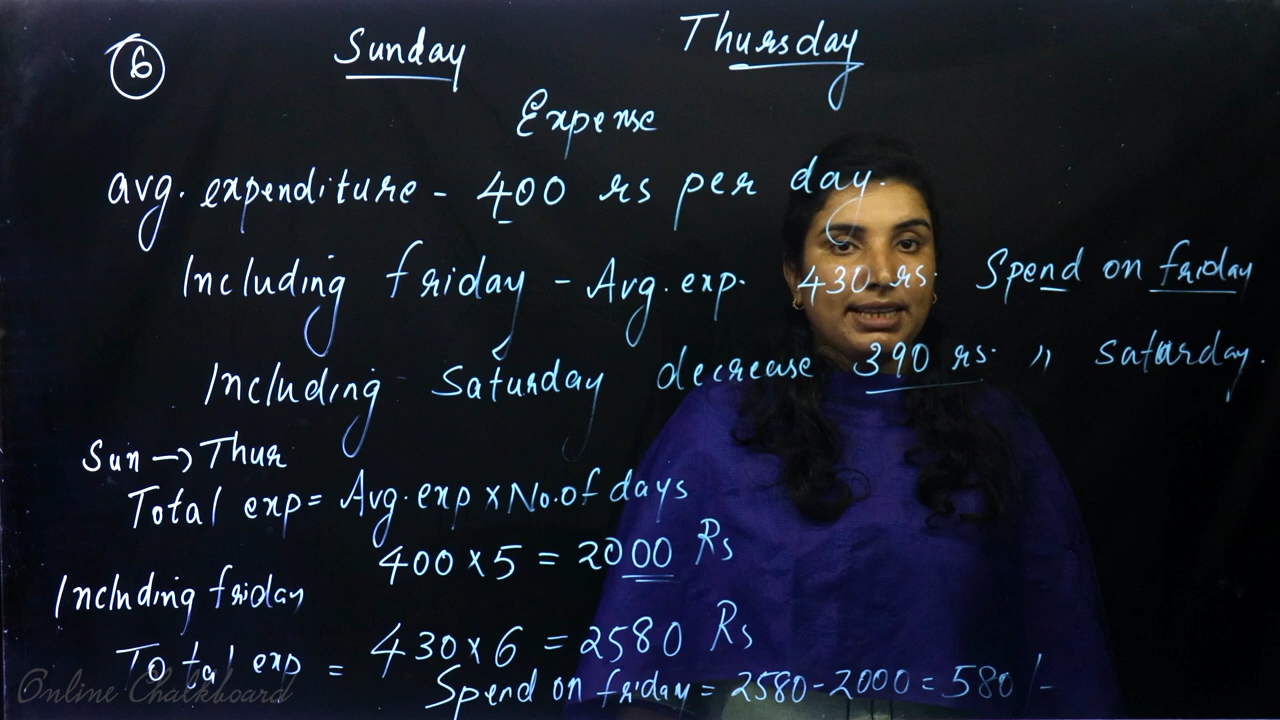 6 Sunday Thursday
Expense
avg. expenditure - 400 rs per day.
Including friday - Avg. exp. 430 rs. Spend on friday
Including Saturday decrease 390 rs. " saturday.
Sun → Thur
Total exp = Avg. exp × No. of days
400 × 5 = 2000 Rs
Including friday
Total exp = 430 × 6 = 2580 Rs
Spend on friday = 2580 - 2000 = 580 /-
Online Chalkboard